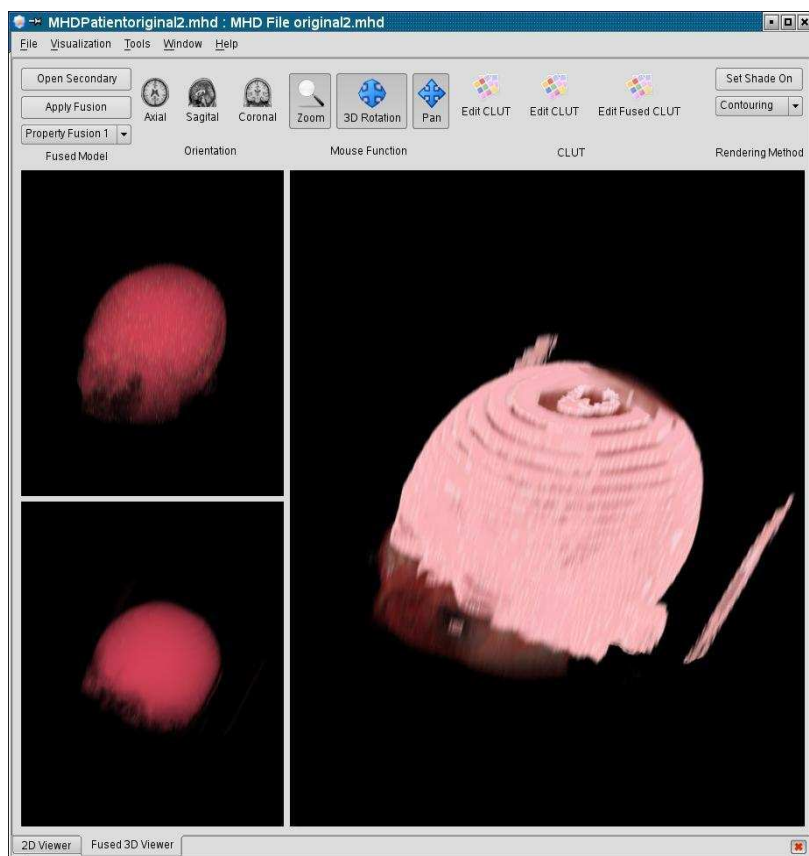 MHDPatientoriginal2.mhd : MHD File original2.mhd
File Visualization Tools Window Help
Open Secondary
Apply Fusion
Property Fusion 1
Fused Model
Axial Sagital Coronal
Orientation
Zoom 3D Rotation Pan
Mouse Function
Edit CLUT Edit CLUT Edit Fused CLUT
CLUT
Set Shade On
Contouring
Rendering Method
2D Viewer Fused 3D Viewer